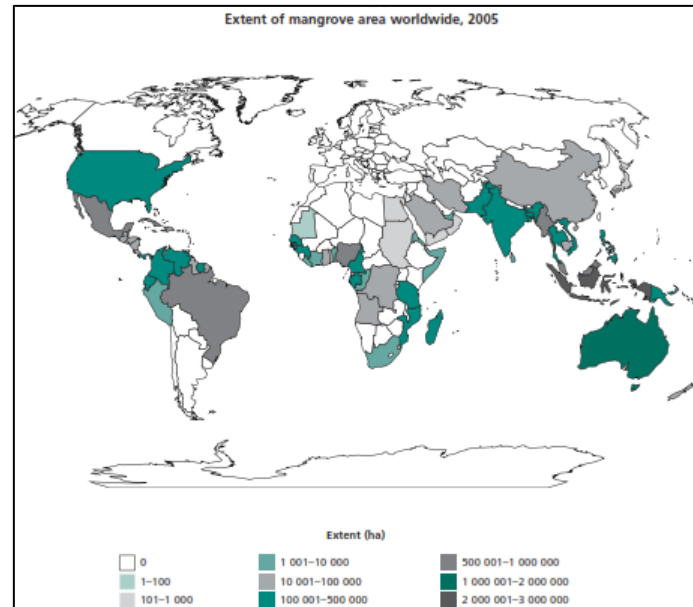 Extent of mangrove area worldwide, 2005
Extent (ha)
0
1 001–10 000
500 001–1 000 000
1–100
10 001–100 000
1 000 001–2 000 000
101–1 000
100 001–500 000
2 000 001–3 000 000